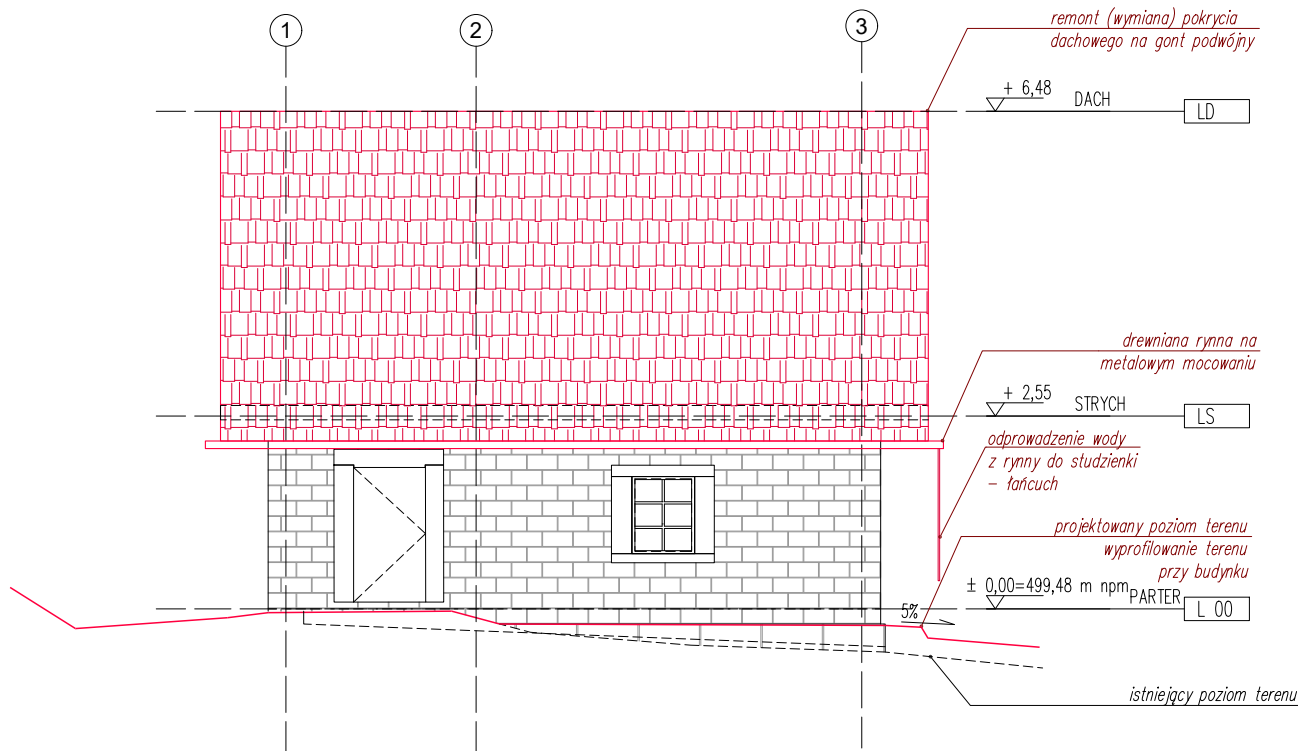 1
2
3
remont (wymiana) pokrycia
dachowego na gont podwójny
+ 6,48
DACH
LD
drewniana rynna na
metalowym mocowaniu
+ 2,55
STRYCH
LS
odprowadzenie wody
z rynny do studzienki
– łańcuch
projektowany poziom terenu
wyprofilowanie terenu
przy budynku
± 0,00=499,48 m npm
PARTER
L 00
5%
istniejący poziom terenu